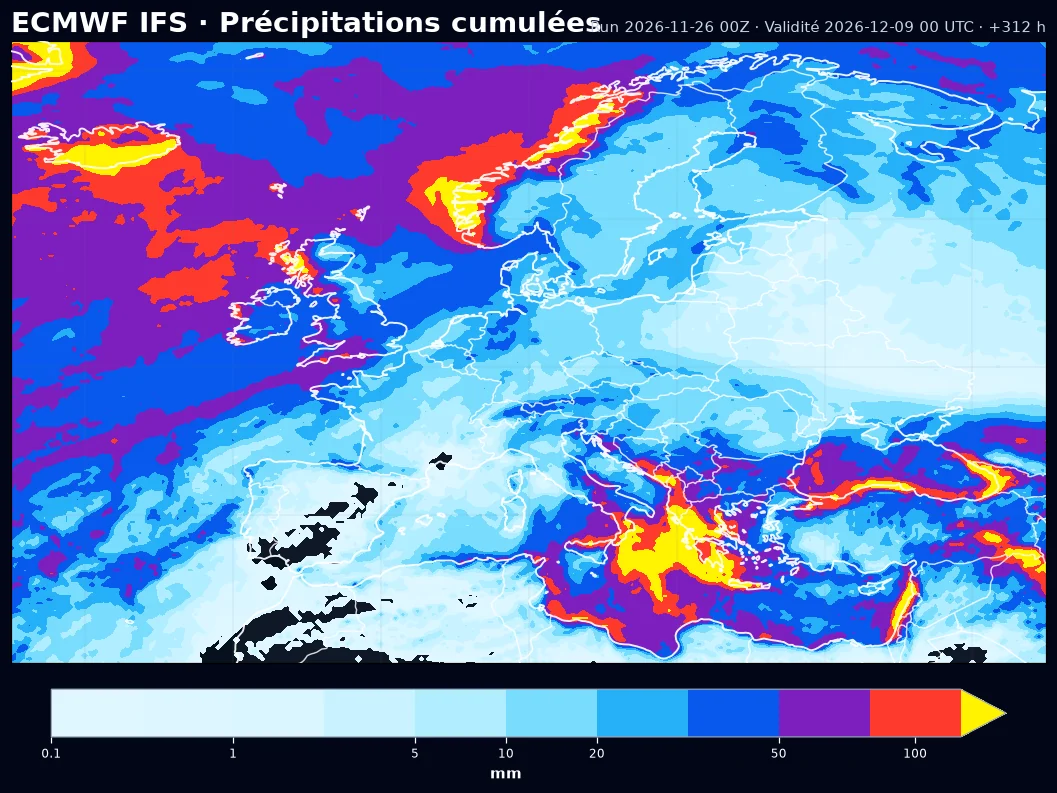 ECMWF IFS · Précipitations cumulées
Run 2026-11-26 00Z · Validité 2026-12-09 00 UTC · +312 h
0.1 1 5 10 20 50 100
mm